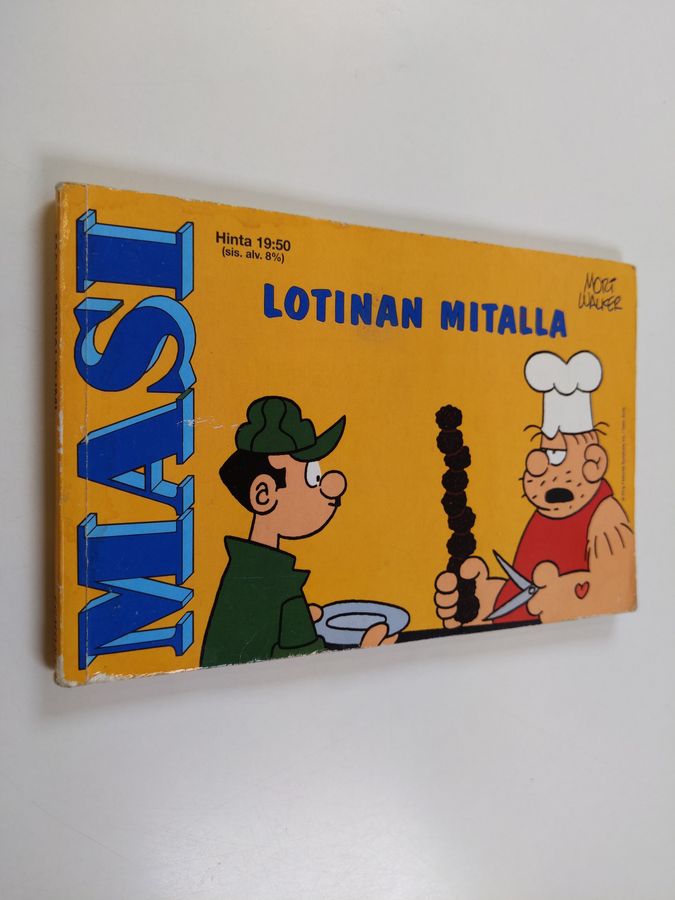 MASI
Hinta 19:50
(sis. alv. 8%)
LOTINAN MITALLA
MORT
WALKER